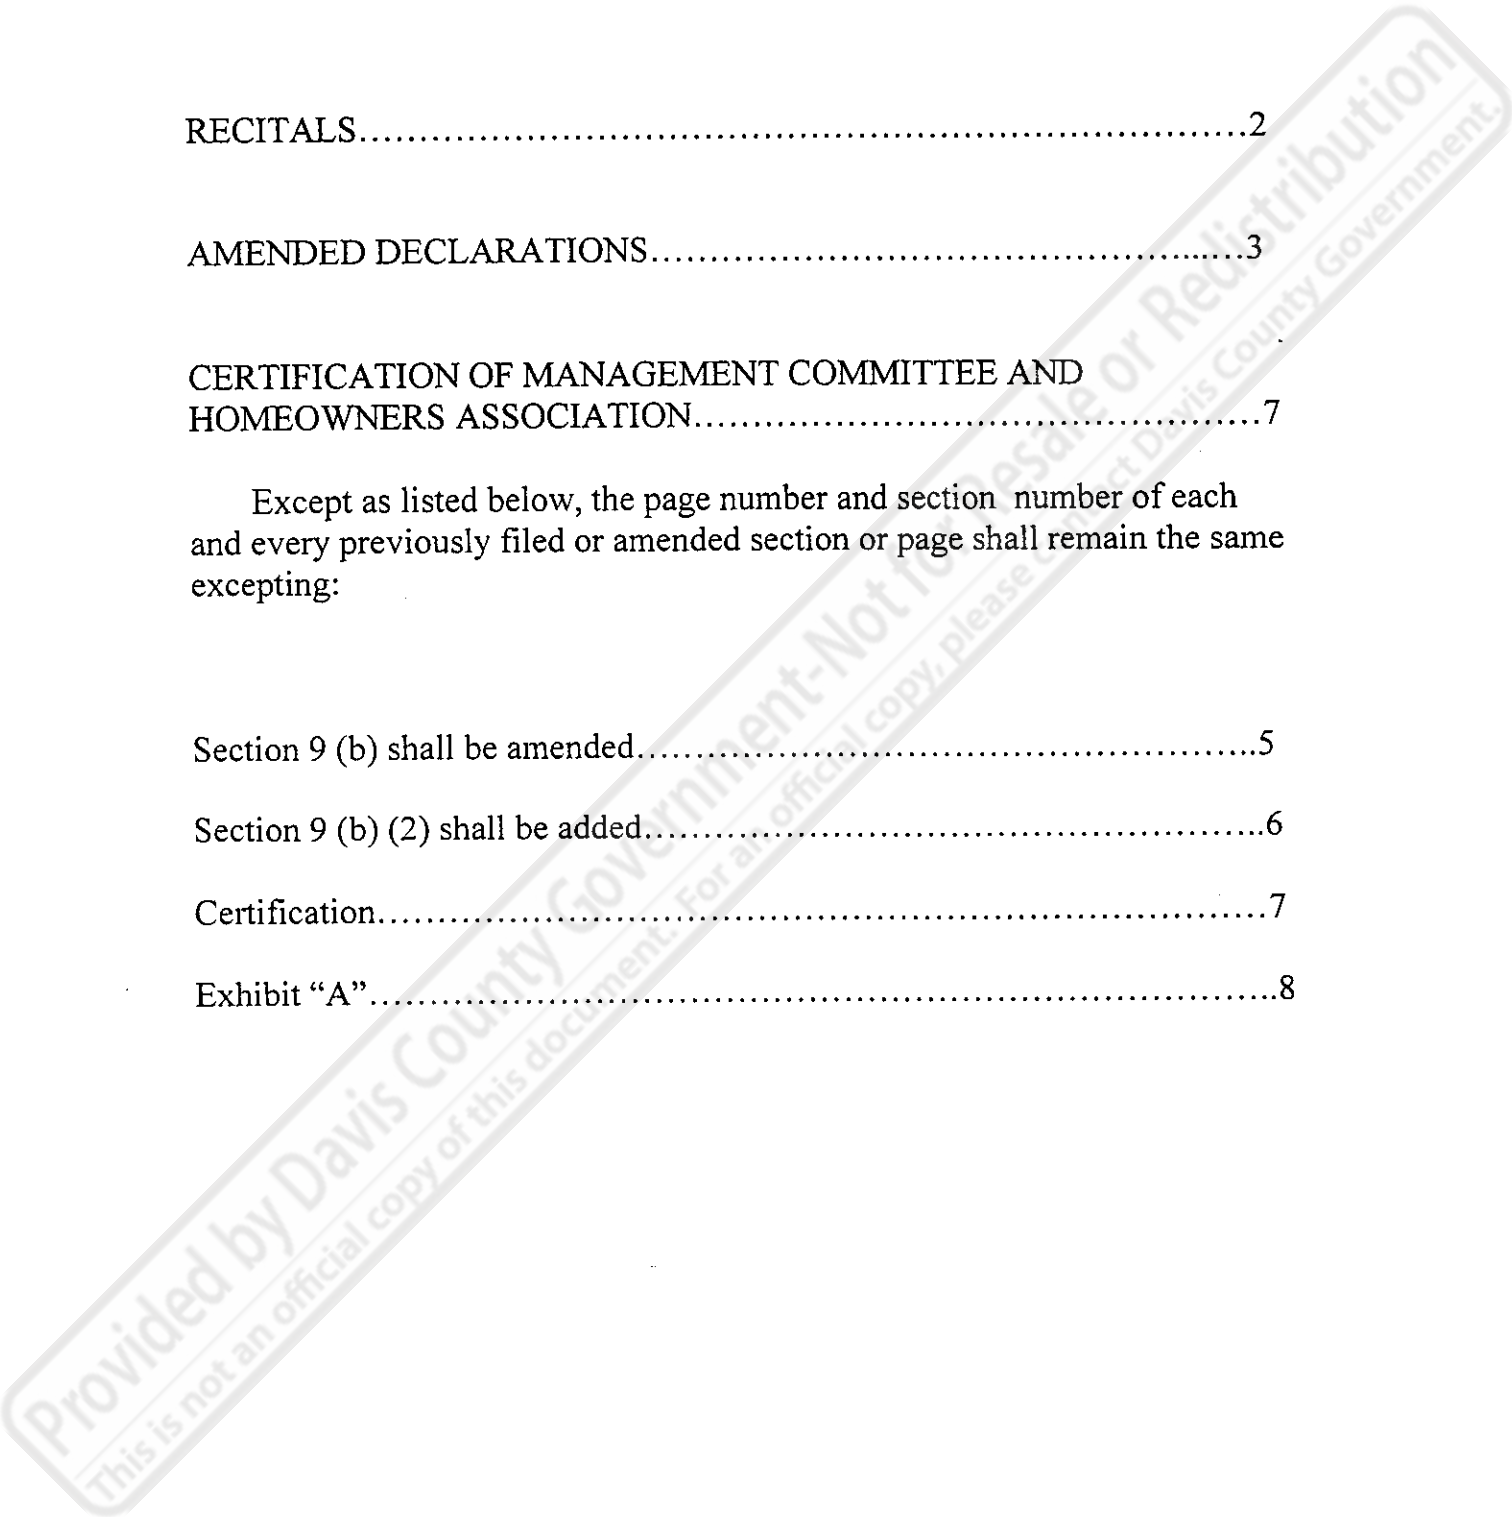 RECITALS..........................................................................2
AMENDED DECLARATIONS..................................................3
CERTIFICATION OF MANAGEMENT COMMITTEE AND
HOMEOWNERS ASSOCIATION...............................................7
Except as listed below, the page number and section number of each
and every previously filed or amended section or page shall remain the same
excepting:
Section 9 (b) shall be amended....................................................5
Section 9 (b) (2) shall be added....................................................6
Certification..........................................................................7
Exhibit “A”...........................................................................8
Provided by Davis County Government-Not for Resale or Redistribution
This is not an official copy of this document. For an official copy, please contact Davis County Government.